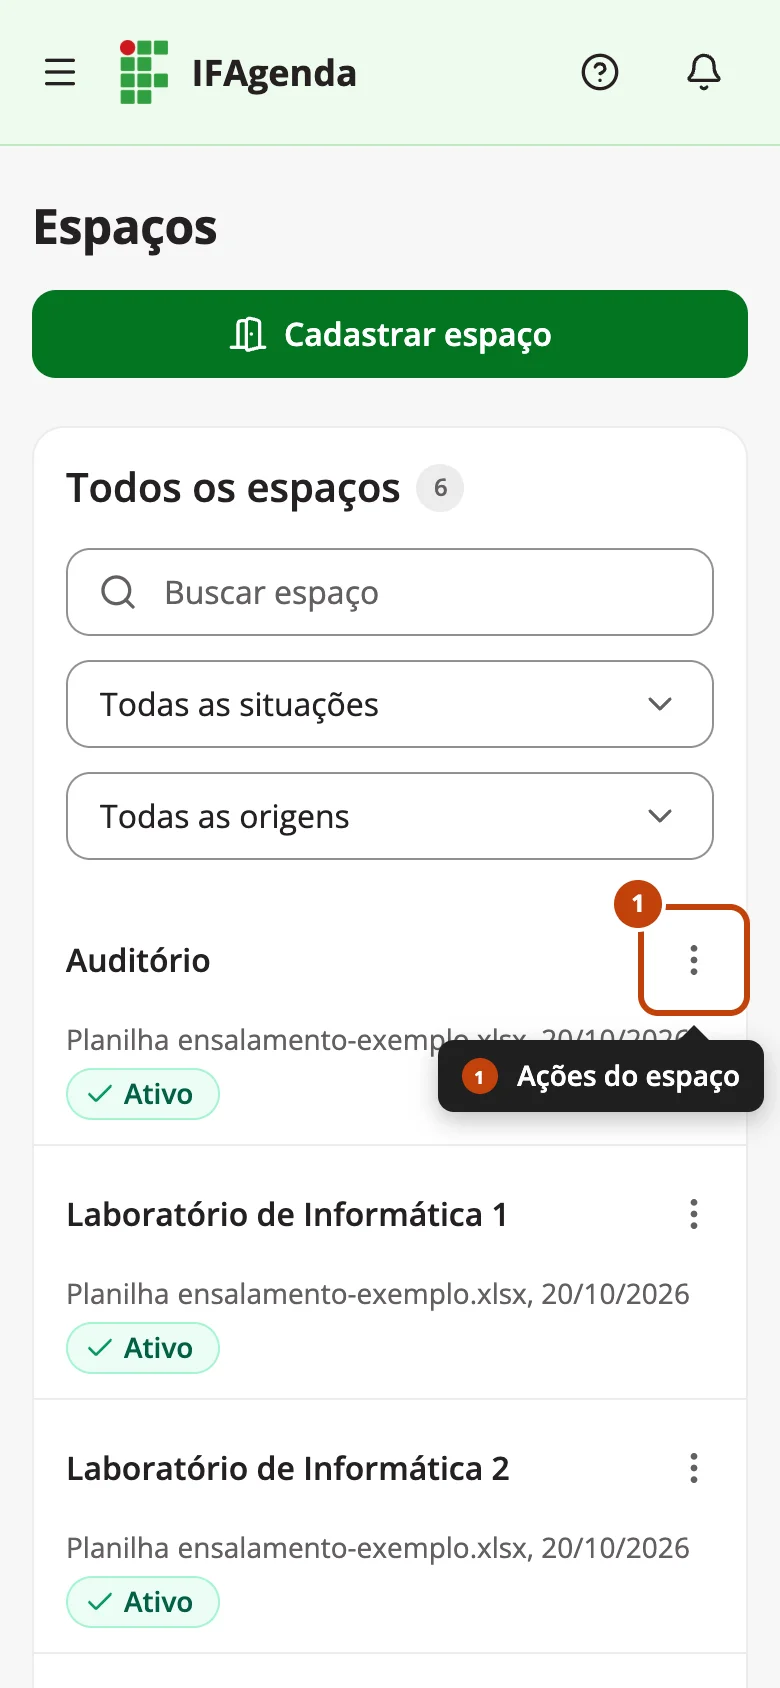 IFAgenda
Espaços
Cadastrar espaço
Todos os espaços 6
Buscar espaço
Todas as situações
Todas as origens
1
Auditório
Planilha ensalamento-exemplo.xlsx, 20/10/2026
1 Ações do espaço
Ativo
Laboratório de Informática 1
Planilha ensalamento-exemplo.xlsx, 20/10/2026
Ativo
Laboratório de Informática 2
Planilha ensalamento-exemplo.xlsx, 20/10/2026
Ativo